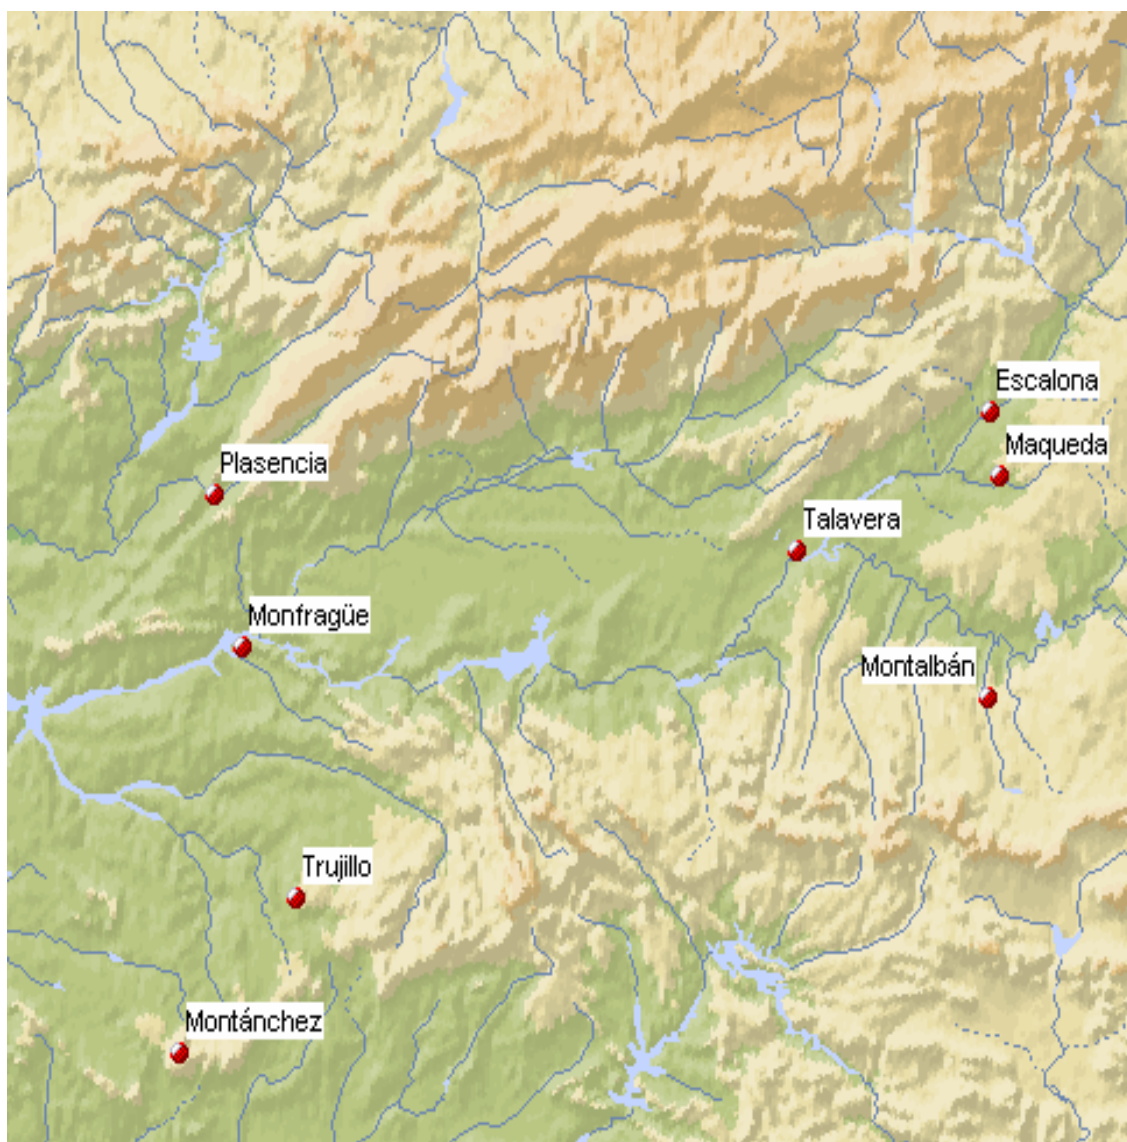 Escalona
Maqueda
Plasencia
Talavera
Monfragüe
Montalbán
Trujillo
Montánchez